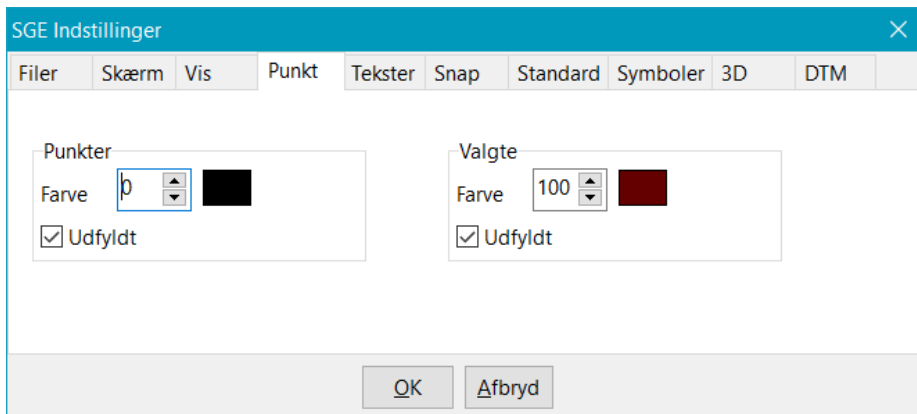 SGE Indstillinger
Filer Skærm Vis Punkt Tekster Snap Standard Symboler 3D DTM
Punkter Valgte
Farve 0 Farve 100
Udfyldt Udfyldt
OK Afbryd